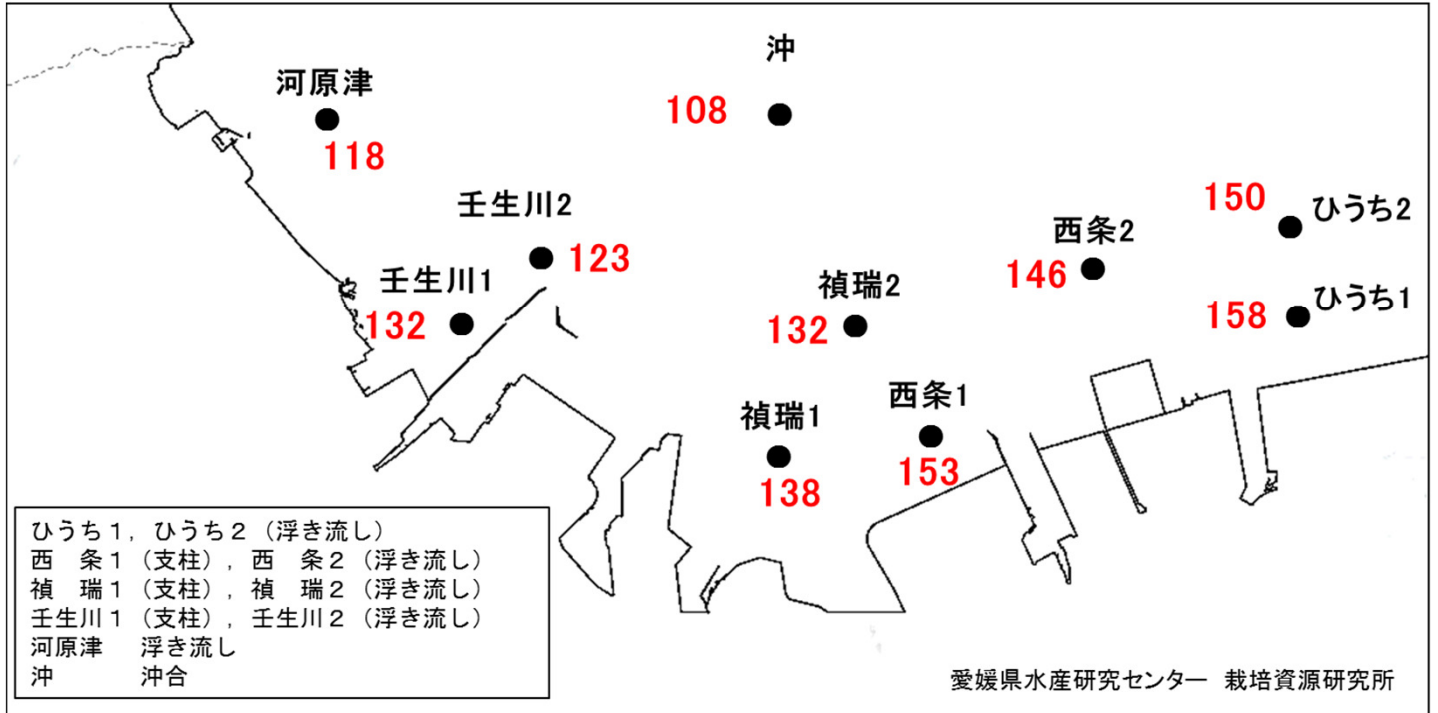 沖
河原津
108
118
壬生川2
123
壬生川1
132
ひうち2
150
西条2
146
ひうち1
158
禎瑞2
132
西条1
153
禎瑞1
138
ひうち１，ひうち２（浮き流し）
西　条１（支柱），西　条２（浮き流し）
禎　瑞１（支柱），禎　瑞２（浮き流し）
壬生川１（支柱），壬生川２（浮き流し）
河原津　　浮き流し
沖　　　　沖合
愛媛県水産研究センター　栽培資源研究所